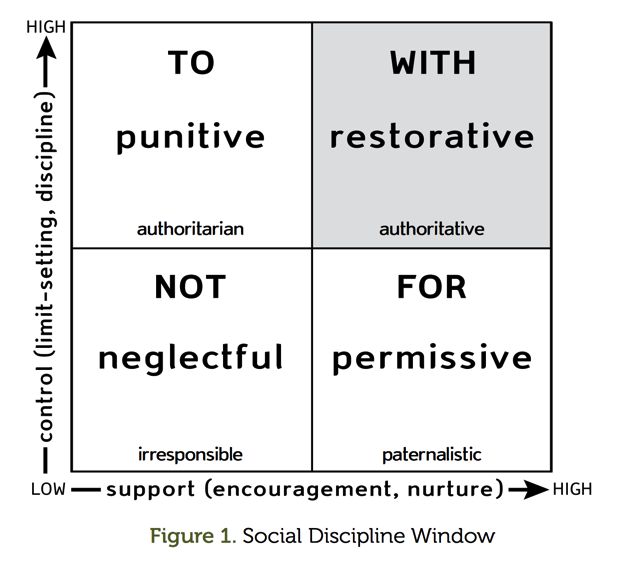 HIGH
control (limit-setting, discipline)
TO
punitive
authoritarian
WITH
restorative
authoritative
NOT
neglectful
irresponsible
FOR
permissive
paternalistic
LOW
support (encouragement, nurture)
HIGH
Figure 1. Social Discipline Window